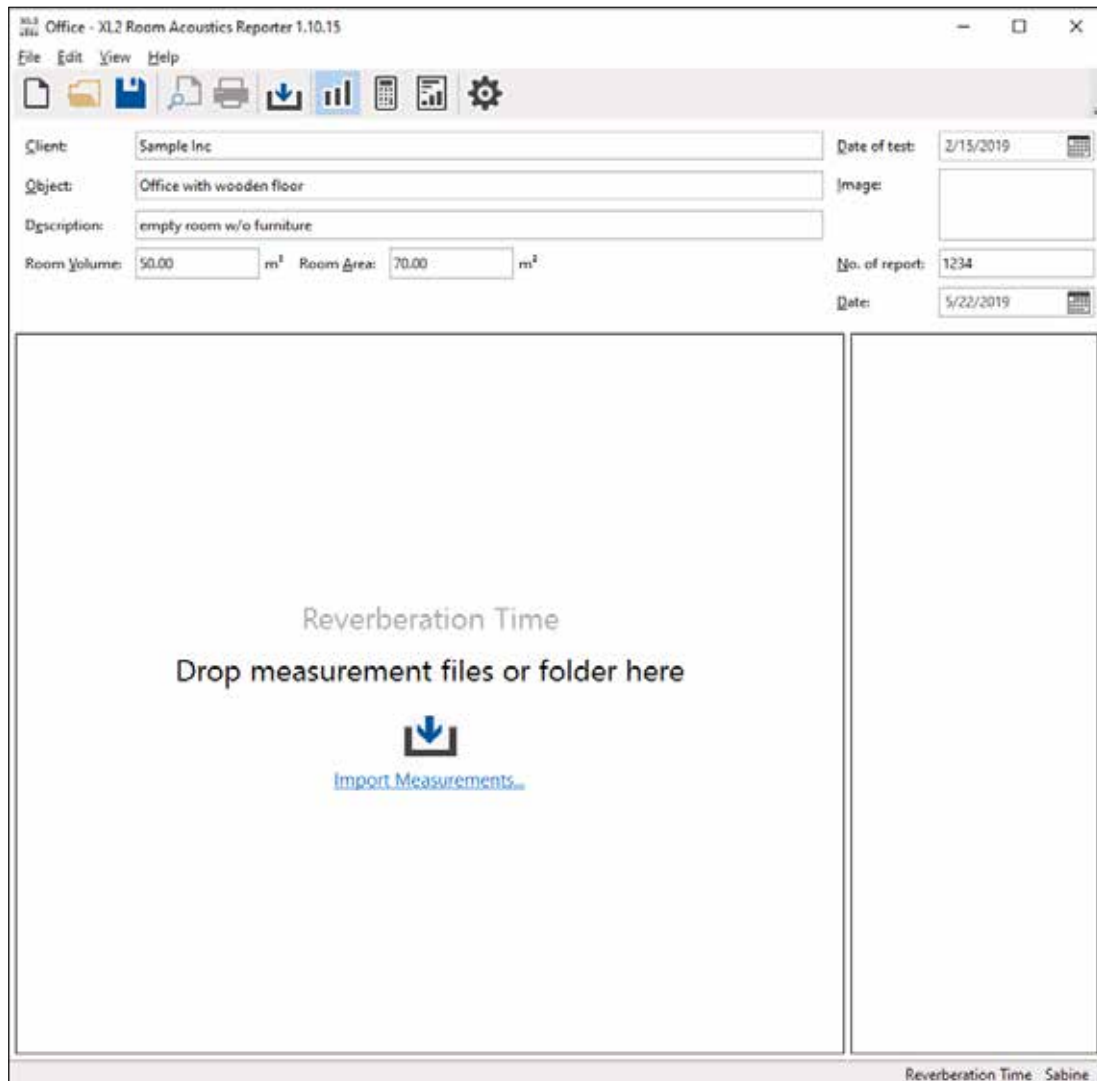 Office - XL2 Room Acoustics Reporter 1.10.15
File Edit View Help
Client: Sample Inc Date of test: 2/15/2019
Object: Office with wooden floor Image:
Description: empty room w/o furniture
Room Volume: 50.00 m³ Room Area: 70.00 m² No. of report: 1234
Date: 5/22/2019
Reverberation Time
Drop measurement files or folder here
Import Measurements...
Reverberation Time Sabine